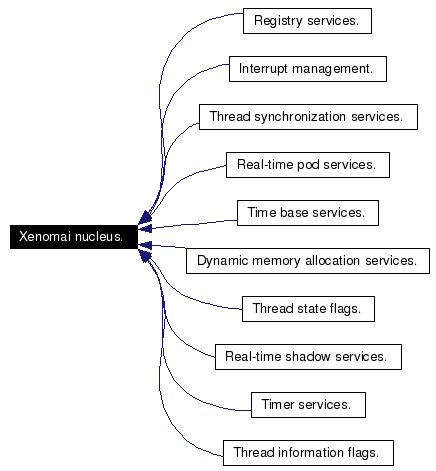 Registry services.
Interrupt management.
Thread synchronization services.
Real-time pod services.
Time base services.
Xenomai nucleus.
Dynamic memory allocation services.
Thread state flags.
Real-time shadow services.
Timer services.
Thread information flags.